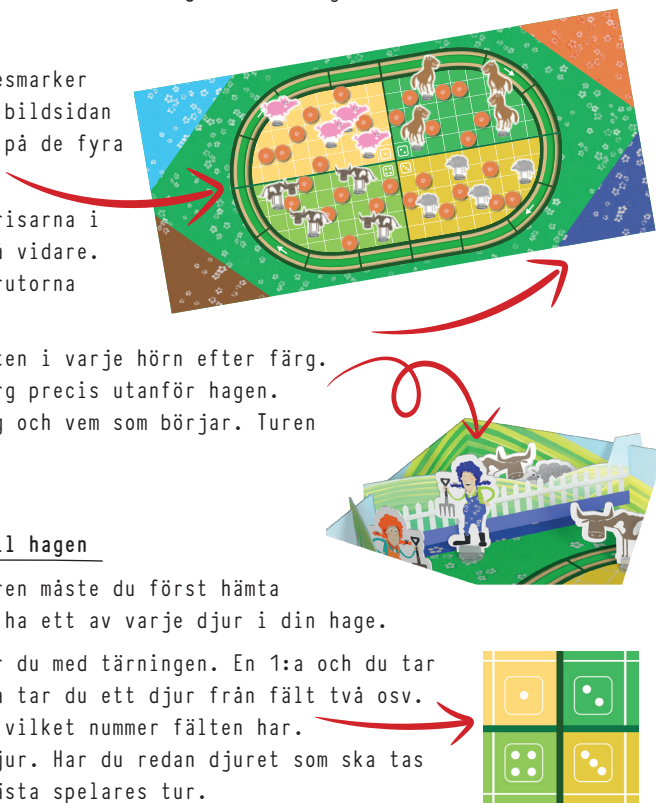 esmarker
bildsidan
på de fyra
risarna i
vidare.
rutorna
ten i varje hörn efter färg.
rg precis utanför hagen.
g och vem som börjar. Turen
ll hagen
ren måste du först hämta
ha ett av varje djur i din hage.
r du med tärningen. En 1:a och du tar
tar du ett djur från fält två osv.
vilket nummer fälten har.
jur. Har du redan djuret som ska tas
ista spelares tur.